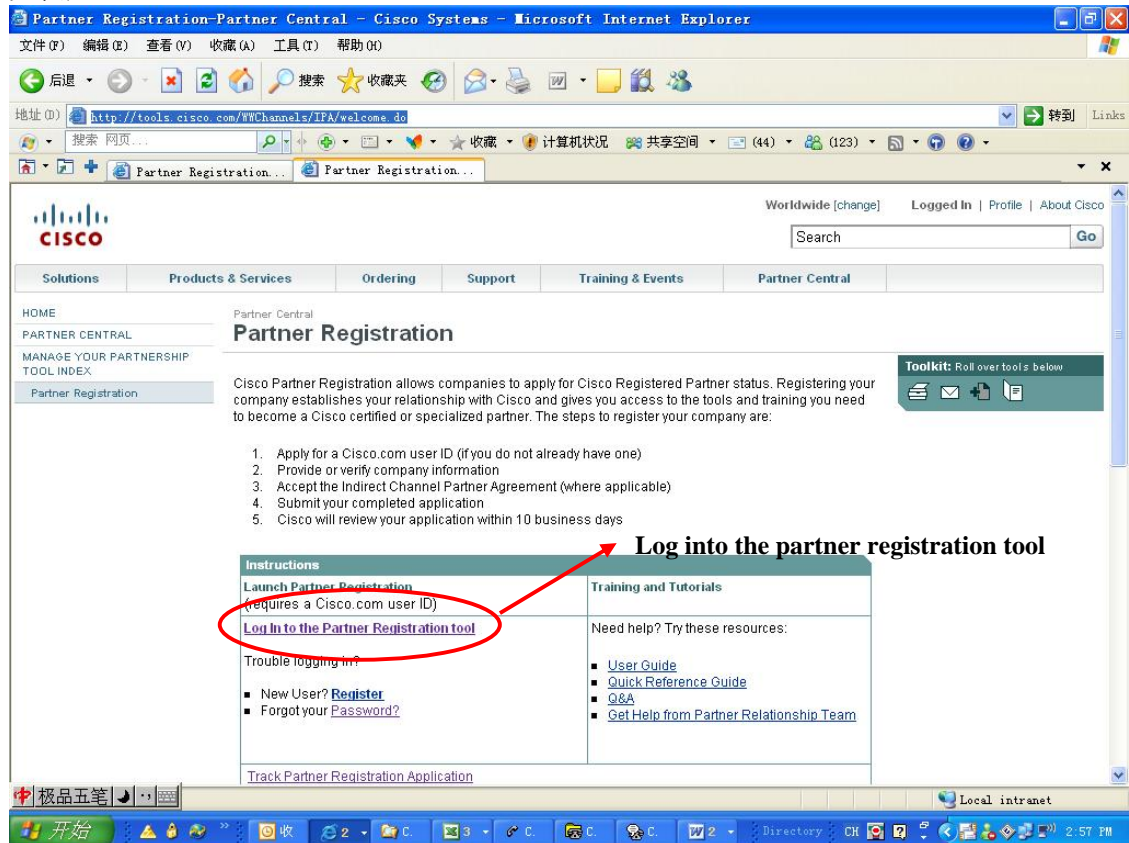 Partner Registration-Partner Central - Cisco Systems - Microsoft Internet Explorer
文件(F) 编辑(E) 查看(V) 收藏(A) 工具(T) 帮助(H)
后退 搜索 收藏夹
地址(D) http://tools.cisco.com/WWChannels/IPA/welcome.do 转到 Links
搜索 网页... 收藏 计算机状况 共享空间 (44) (123)
Partner Registration... Partner Registration...
Worldwide [change] Logged In | Profile | About Cisco
CISCO
Search Go
Solutions Products & Services Ordering Support Training & Events Partner Central
HOME
PARTNER CENTRAL
MANAGE YOUR PARTNERSHIP
TOOL INDEX
Partner Registration
Partner Central
Partner Registration
Toolkit: Roll over tools below
Cisco Partner Registration allows companies to apply for Cisco Registered Partner status. Registering your
company establishes your relationship with Cisco and gives you access to the tools and training you need
to become a Cisco certified or specialized partner. The steps to register your company are:
1. Apply for a Cisco.com user ID (if you do not already have one)
2. Provide or verify company information
3. Accept the Indirect Channel Partner Agreement (where applicable)
4. Submit your completed application
5. Cisco will review your application within 10 business days
Log into the partner registration tool
Instructions
Launch Partner Registration
(requires a Cisco.com user ID)
Training and Tutorials
Log In to the Partner Registration tool
Trouble logging in?
■ New User? Register
■ Forgot your Password?
Need help? Try these resources:
■ User Guide
■ Quick Reference Guide
■ Q&A
■ Get Help from Partner Relationship Team
Track Partner Registration Application
中 极品五笔
Local intranet
开始 » 收 2 C. 3 C. C. C. 2 Directory CH 2:57 PM